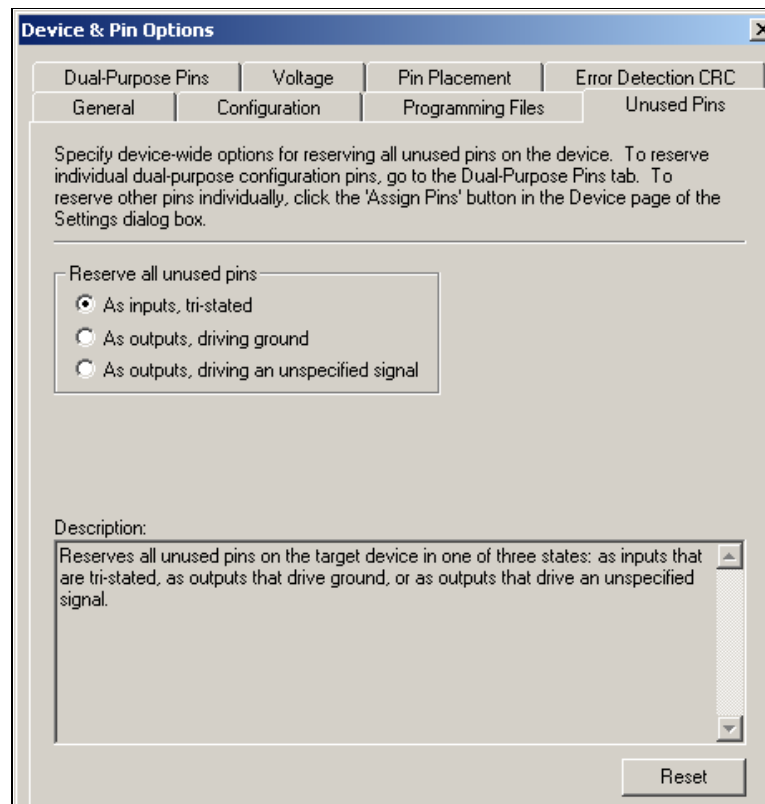 Device & Pin Options
Dual-Purpose Pins Voltage Pin Placement Error Detection CRC
General Configuration Programming Files Unused Pins
Specify device-wide options for reserving all unused pins on the device. To reserve
individual dual-purpose configuration pins, go to the Dual-Purpose Pins tab. To
reserve other pins individually, click the 'Assign Pins' button in the Device page of the
Settings dialog box.
Reserve all unused pins
As inputs, tri-stated
As outputs, driving ground
As outputs, driving an unspecified signal
Description:
Reserves all unused pins on the target device in one of three states: as inputs that
are tri-stated, as outputs that drive ground, or as outputs that drive an unspecified
signal.
Reset